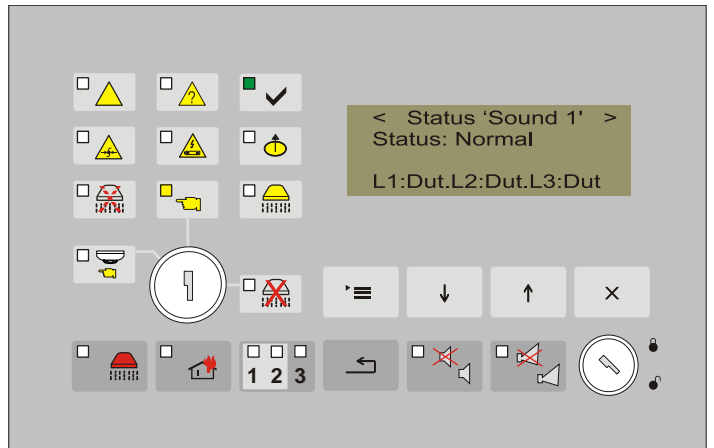 ?
< Status 'Sound 1' >
Status: Normal
L1:Dut.L2:Dut.L3:Dut
1 2 3